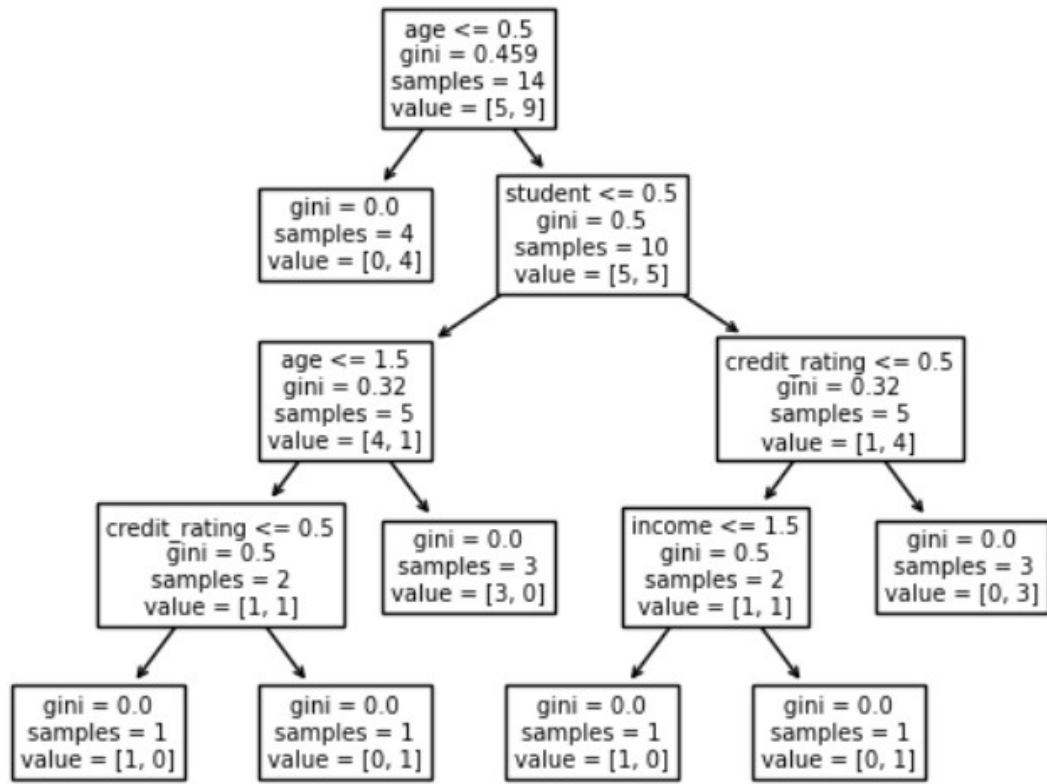 age <= 0.5
gini = 0.459
samples = 14
value = [5, 9]
gini = 0.0
samples = 4
value = [0, 4]
student <= 0.5
gini = 0.5
samples = 10
value = [5, 5]
age <= 1.5
gini = 0.32
samples = 5
value = [4, 1]
credit_rating <= 0.5
gini = 0.32
samples = 5
value = [1, 4]
credit_rating <= 0.5
gini = 0.5
samples = 2
value = [1, 1]
gini = 0.0
samples = 3
value = [3, 0]
income <= 1.5
gini = 0.5
samples = 2
value = [1, 1]
gini = 0.0
samples = 3
value = [0, 3]
gini = 0.0
samples = 1
value = [1, 0]
gini = 0.0
samples = 1
value = [0, 1]
gini = 0.0
samples = 1
value = [1, 0]
gini = 0.0
samples = 1
value = [0, 1]